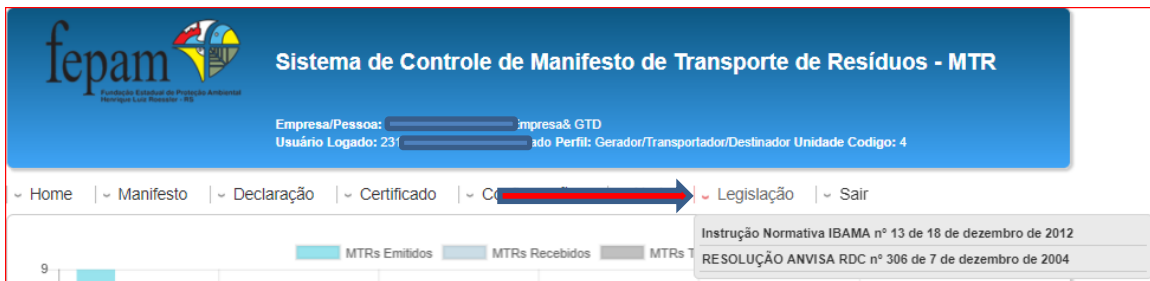 fepam
Fundação Estadual de Proteção Ambiental
Henrique Luis Roessler - RS
Sistema de Controle de Manifesto de Transporte de Resíduos - MTR
Empresa/Pessoa: Empresa& GTD
Usuário Logado: 231 ado Perfil: Gerador/Transportador/Destinador Unidade Codigo: 4
Home Manifesto Declaração Certificado Legislação Sair
Instrução Normativa IBAMA nº 13 de 18 de dezembro de 2012
RESOLUÇÃO ANVISA RDC nº 306 de 7 de dezembro de 2004
MTRs Emitidos MTRs Recebidos MTRs T
9